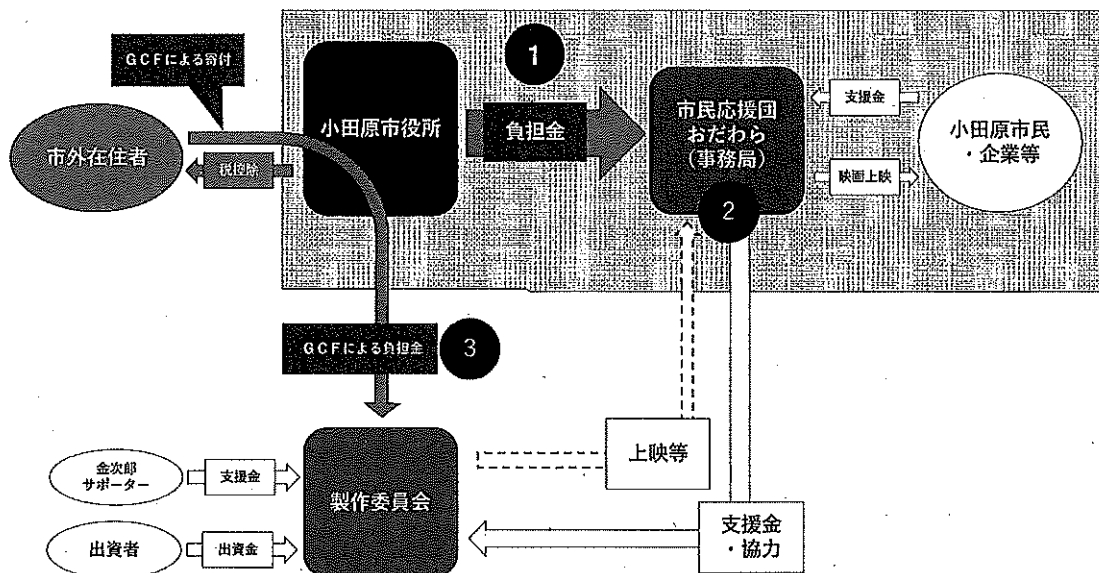 GCFによる寄付
市外在住者
税控除
小田原市役所
1
負担金
市民応援団
おだわら
(事務局)
2
支援金
映画上映
小田原市民
・企業等
GCFによる負担金
3
金次郎
サポーター
支援金
出資者
出資金
製作委員会
上映等
支援金
・協力